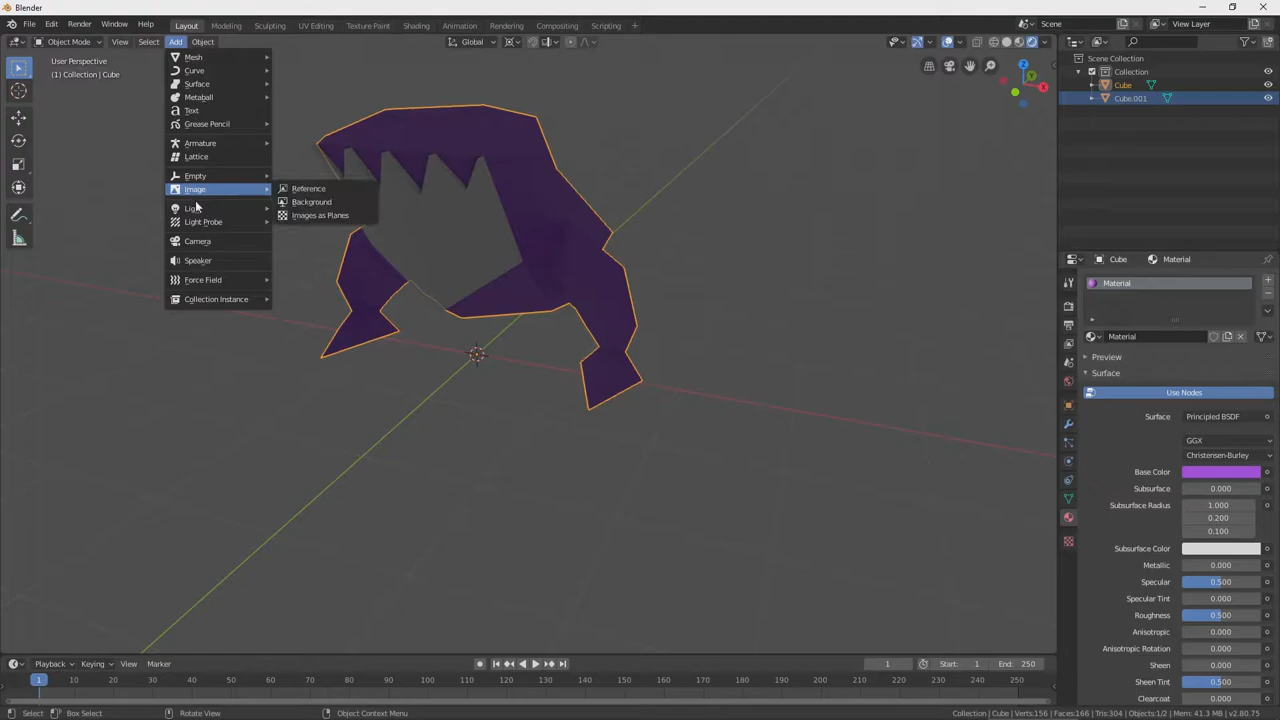 Blender
File Edit Render Window Help Layout Modeling Sculpting UV Editing Texture Paint Shading Animation Rendering Compositing Scripting + Scene View Layer
Object Mode View Select Add Object Global
User Perspective
(1) Collection | Cube
Mesh
Curve
Surface
Metaball
Text
Grease Pencil
Armature
Lattice
Empty
Image
Light
Light Probe
Camera
Speaker
Force Field
Collection Instance
Reference
Background
Images as Planes
Z
Y
X
Scene Collection
Collection
Cube
Cube.001
Cube Material
Material
Material
Preview
Surface
Use Nodes
Surface Principled BSDF
GGX
Christensen-Burley
Base Color
Subsurface 0.000
Subsurface Radius 1.000
0.200
0.100
Subsurface Color
Metallic 0.000
Specular 0.500
Specular Tint 0.000
Roughness 0.500
Anisotropic 0.000
Anisotropic Rotation 0.000
Sheen 0.000
Sheen Tint 0.500
Clearcoat 0.000
Playback Keying View Marker 1 Start: 1 End: 250
1 10 20 30 40 50 60 70 80 90 100 110 120 130 140 150 160 170 180 190 200 210 220 230 240 250
Select Box Select Rotate View Object Context Menu Collection | Cube | Verts:156 | Faces:166 | Tris:304 | Objects:1/2 | Mem: 41.3 MB | v2.80.75